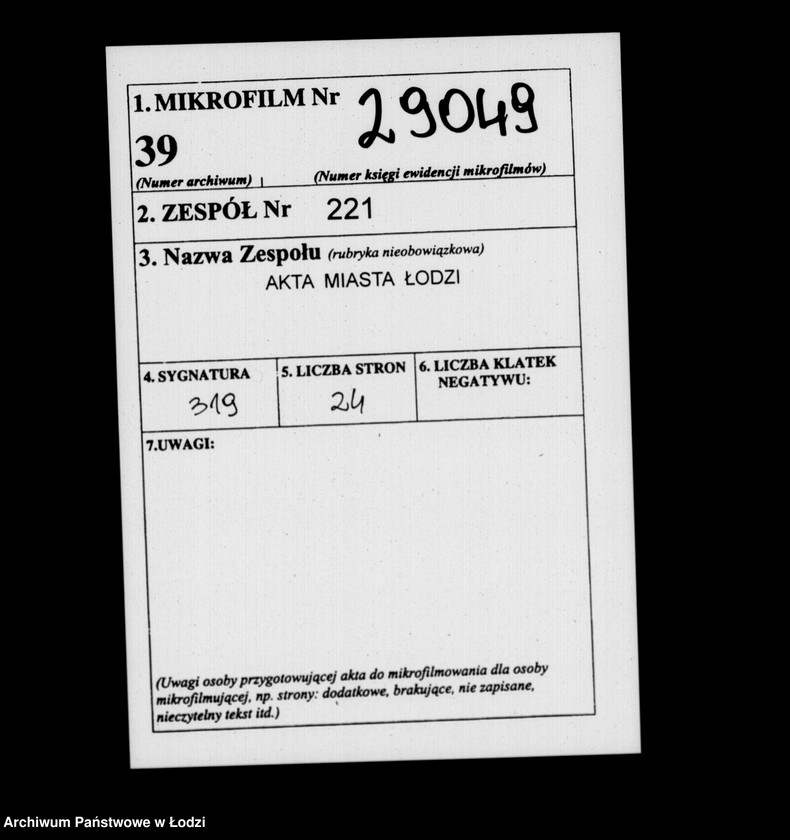 1. MIKROFILM Nr 29049
39
(Numer archiwum) (Numer księgi ewidencji mikrofilmów)
2. ZESPÓŁ Nr 221
3. Nazwa Zespołu (rubryka nieobowiązkowa)
AKTA MIASTA ŁODZI
4. SYGNATURA 5. LICZBA STRON 6. LICZBA KLATEK
NEGATYWU:
319 24
7.UWAGI:
(Uwagi osoby przygotowującej akta do mikrofilmowania dla osoby
mikrofilmującej, np. strony: dodatkowe, brakujące, nie zapisane,
nieczytelny tekst itd.)
Archiwum Państwowe w Łodzi